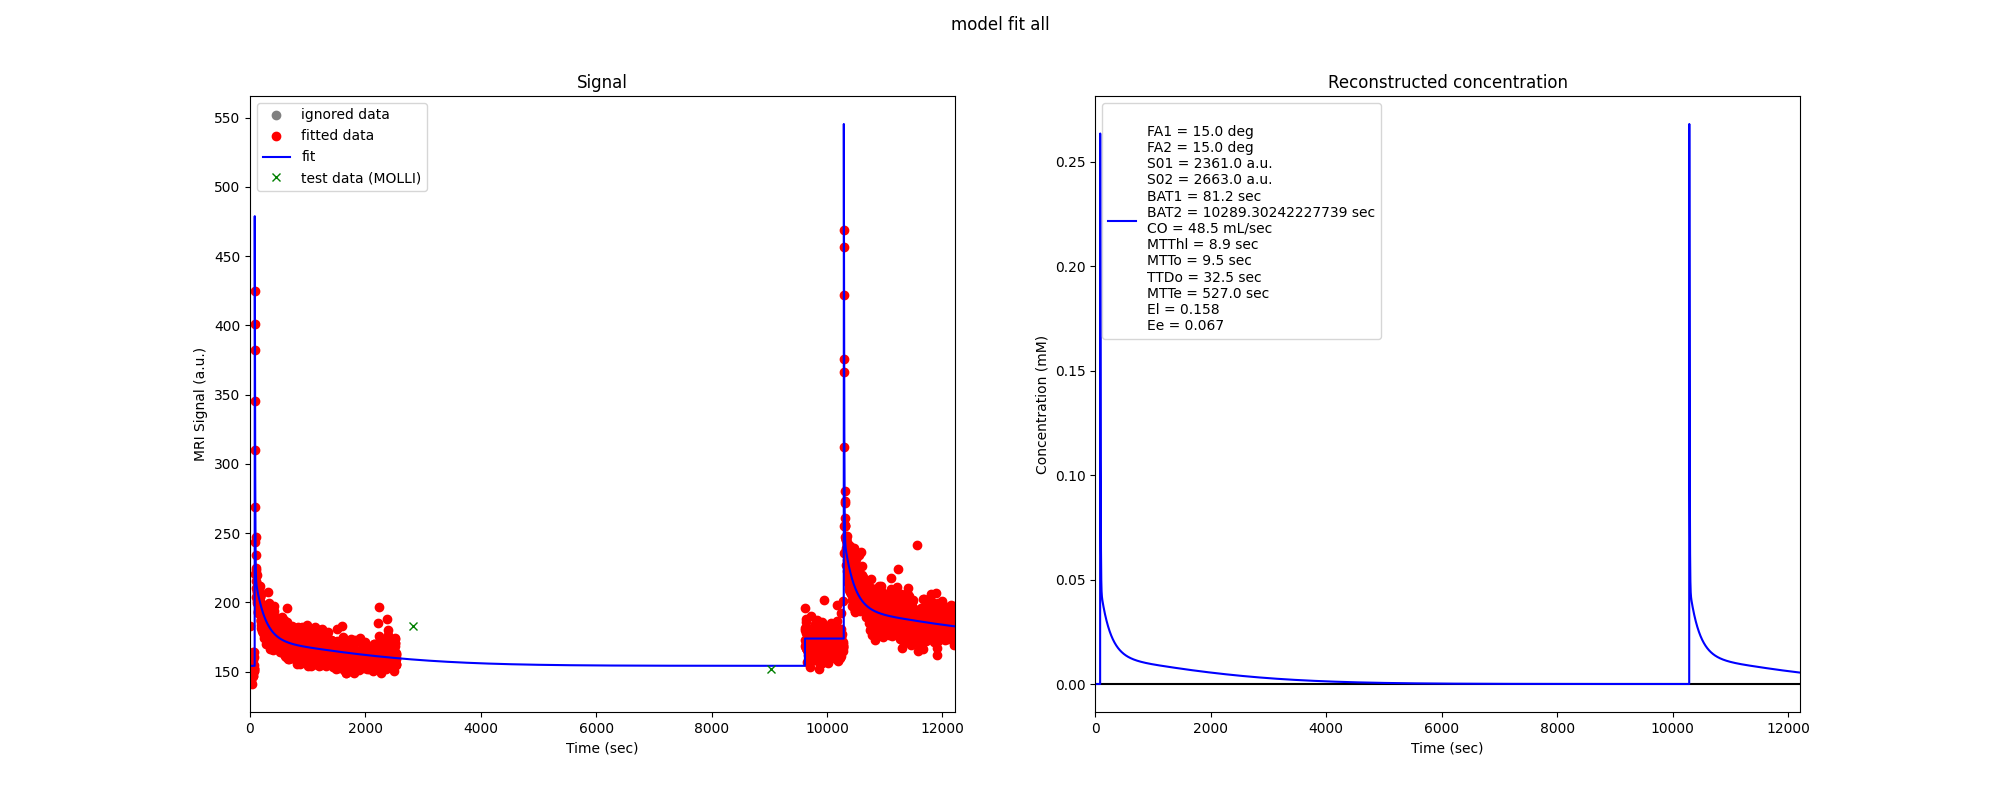 model fit all
Signal
550
500
450
400
350
300
250
200
150
MRI Signal (a.u.)
ignored data
fitted data
fit
test data (MOLLI)
0
2000
4000
6000
8000
10000
12000
Time (sec)
Reconstructed concentration
0.25
0.20
0.15
0.10
0.05
0.00
Concentration (mM)
FA1 = 15.0 deg
FA2 = 15.0 deg
S01 = 2361.0 a.u.
S02 = 2663.0 a.u.
BAT1 = 81.2 sec
BAT2 = 10289.30242227739 sec
CO = 48.5 mL/sec
MTThl = 8.9 sec
MTTo = 9.5 sec
TTDo = 32.5 sec
MTTe = 527.0 sec
El = 0.158
Ee = 0.067
0
2000
4000
6000
8000
10000
12000
Time (sec)